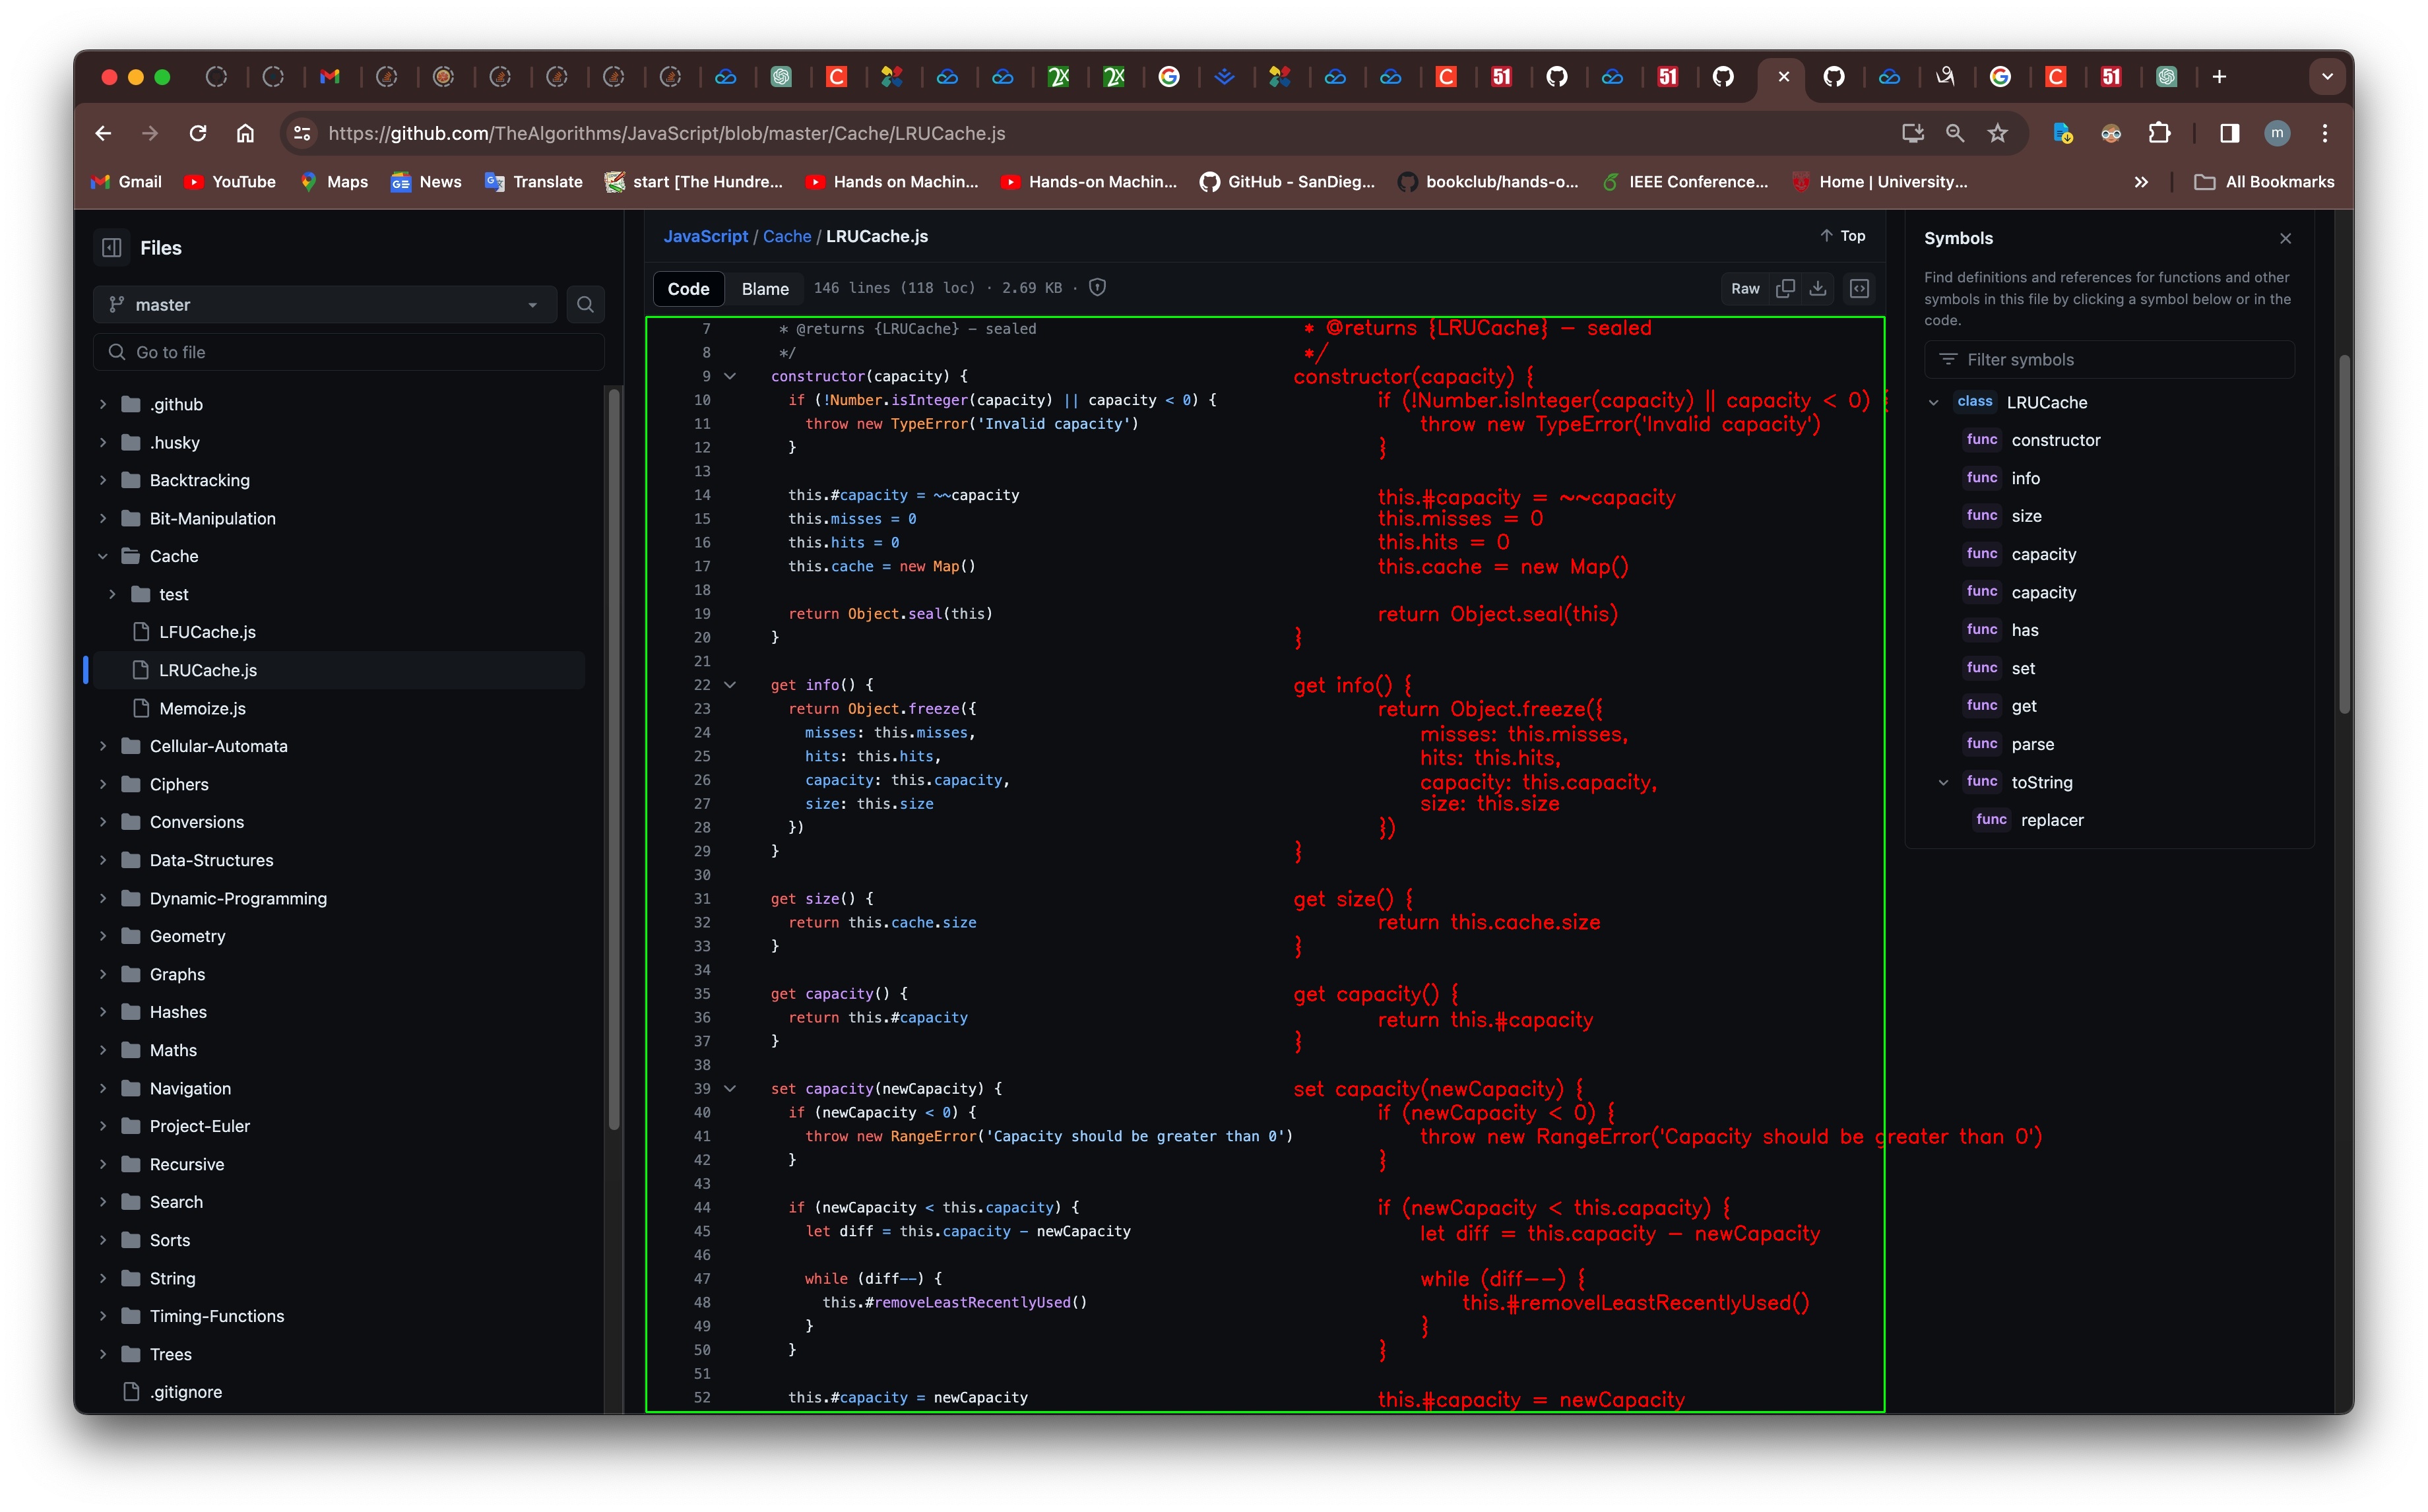 https://github.com/TheAlgorithms/JavaScript/blob/master/Cache/LRUCache.js
m
Gmail YouTube Maps News Translate start [The Hundre... Hands on Machin... Hands-on Machin... GitHub - SanDieg... bookclub/hands-o... IEEE Conference... Home | University... All Bookmarks
Files
master
Go to file
.github
.husky
Backtracking
Bit-Manipulation
Cache
test
LFUCache.js
LRUCache.js
Memoize.js
Cellular-Automata
Ciphers
Conversions
Data-Structures
Dynamic-Programming
Geometry
Graphs
Hashes
Maths
Navigation
Project-Euler
Recursive
Search
Sorts
String
Timing-Functions
Trees
.gitignore
JavaScript / Cache / LRUCache.js
Top
Code Blame 146 lines (118 loc) · 2.69 KB ·
Raw
7 * @returns {LRUCache} - sealed
8 */
9 constructor(capacity) {
10 if (!Number.isInteger(capacity) || capacity < 0) {
11 throw new TypeError('Invalid capacity')
12 }
13
14 this.#capacity = ~~capacity
15 this.misses = 0
16 this.hits = 0
17 this.cache = new Map()
18
19 return Object.seal(this)
20 }
21
22 get info() {
23 return Object.freeze({
24 misses: this.misses,
25 hits: this.hits,
26 capacity: this.capacity,
27 size: this.size
28 })
29 }
30
31 get size() {
32 return this.cache.size
33 }
34
35 get capacity() {
36 return this.#capacity
37 }
38
39 set capacity(newCapacity) {
40 if (newCapacity < 0) {
41 throw new RangeError('Capacity should be greater than 0')
42 }
43
44 if (newCapacity < this.capacity) {
45 let diff = this.capacity - newCapacity
46
47 while (diff--) {
48 this.#removeLeastRecentlyUsed()
49 }
50 }
51
52 this.#capacity = newCapacity
* @returns {LRUCache} - sealed
*/
constructor(capacity) {
if (!Number.isInteger(capacity) || capacity < 0) {
throw new TypeError('Invalid capacity')
}
this.#capacity = ~~capacity
this.misses = 0
this.hits = 0
this.cache = new Map()
return Object.seal(this)
}
get info() {
return Object.freeze({
misses: this.misses,
hits: this.hits,
capacity: this.capacity,
size: this.size
})
}
get size() {
return this.cache.size
}
get capacity() {
return this.#capacity
}
set capacity(newCapacity) {
if (newCapacity < 0) {
throw new RangeError('Capacity should be greater than 0')
}
if (newCapacity < this.capacity) {
let diff = this.capacity - newCapacity
while (diff--) {
this.#removelLeastRecentlyUsed()
}
}
this.#capacity = newCapacity
Symbols
Find definitions and references for functions and other
symbols in this file by clicking a symbol below or in the
code.
Filter symbols
class LRUCache
func constructor
func info
func size
func capacity
func capacity
func has
func set
func get
func parse
func toString
func replacer